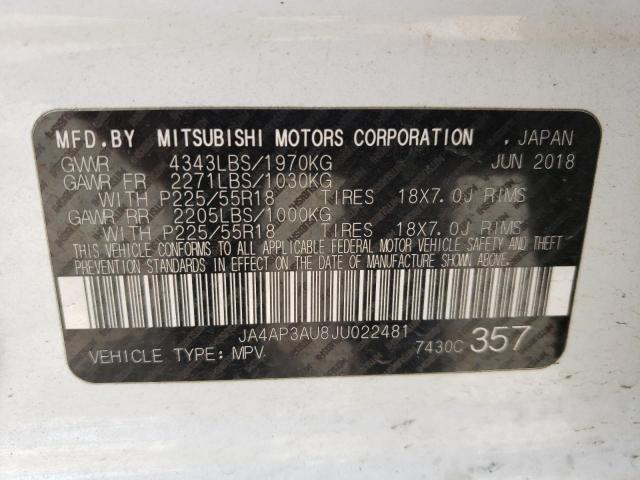 MFD.BY MITSUBISHI MOTORS CORPORATION , JAPAN
GVWR 4343LBS/1970KG JUN 2018
GAWR FR 2271LBS/1030KG
WITH P225/55R18 TIRES 18X7.0J RIMS
GAWR RR 2205LBS/1000KG
WITH P225/55R18 TIRES 18X7.0J RIMS
THIS VEHICLE CONFORMS TO ALL APPLICABLE FEDERAL MOTOR VEHICLE SAFETY AND THEFT
PREVENTION STANDARDS IN EFFECT ON THE DATE OF MANUFACTURE SHOWN ABOVE.
JA4AP3AU8JU022481
VEHICLE TYPE: MPV 7430C 357